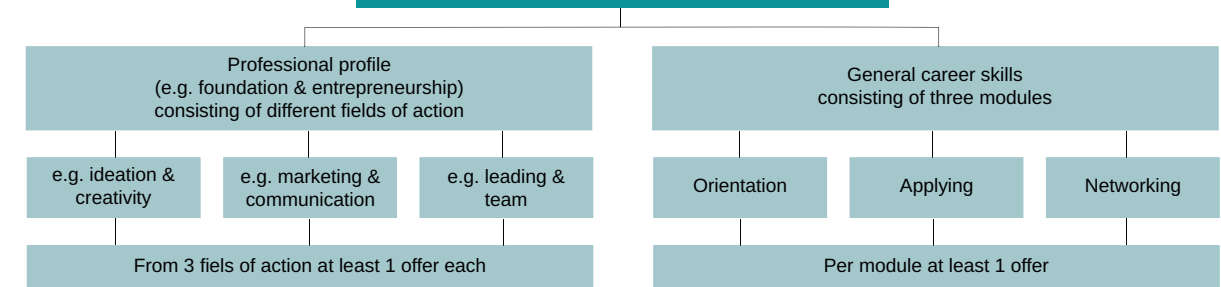 Professional profile
(e.g. foundation & entrepreneurship)
consisting of different fields of action
General career skills
consisting of three modules
e.g. ideation &
creativity
e.g. marketing &
communication
e.g. leading &
team
Orientation
Applying
Networking
From 3 fiels of action at least 1 offer each
Per module at least 1 offer